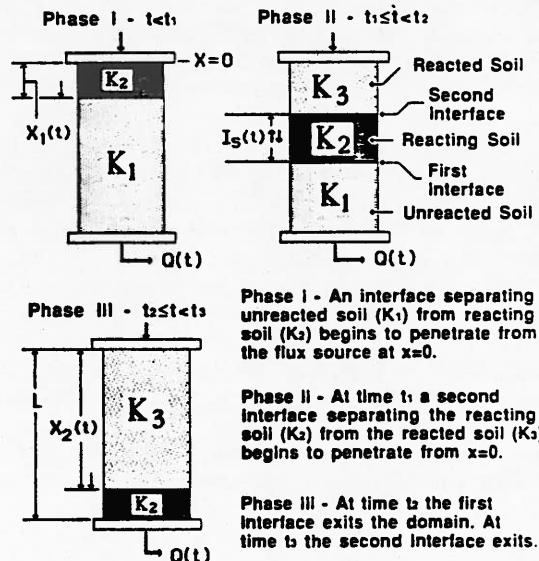 Phase I - t<t₁
X=0
K₂
X₁(t)
K₁
Q(t)
Phase II - t₁≤t<t₂
K₃
Reacted Soil
Second
Interface
Iₛ(t)
K₂
Reacting Soil
First
Interface
K₁
Unreacted Soil
Q(t)
Phase III - t₂≤t<t₃
L
X₂(t)
K₃
K₂
Q(t)
Phase I - An interface separating
unreacted soil (K₁) from reacting
soil (K₂) begins to penetrate from
the flux source at x=0.
Phase II - At time t₁ a second
interface separating the reacting
soil (K₂) from the reacted soil (K₃)
begins to penetrate from x=0.
Phase III - At time t₂ the first
interface exits the domain. At
time t₃ the second interface exits.